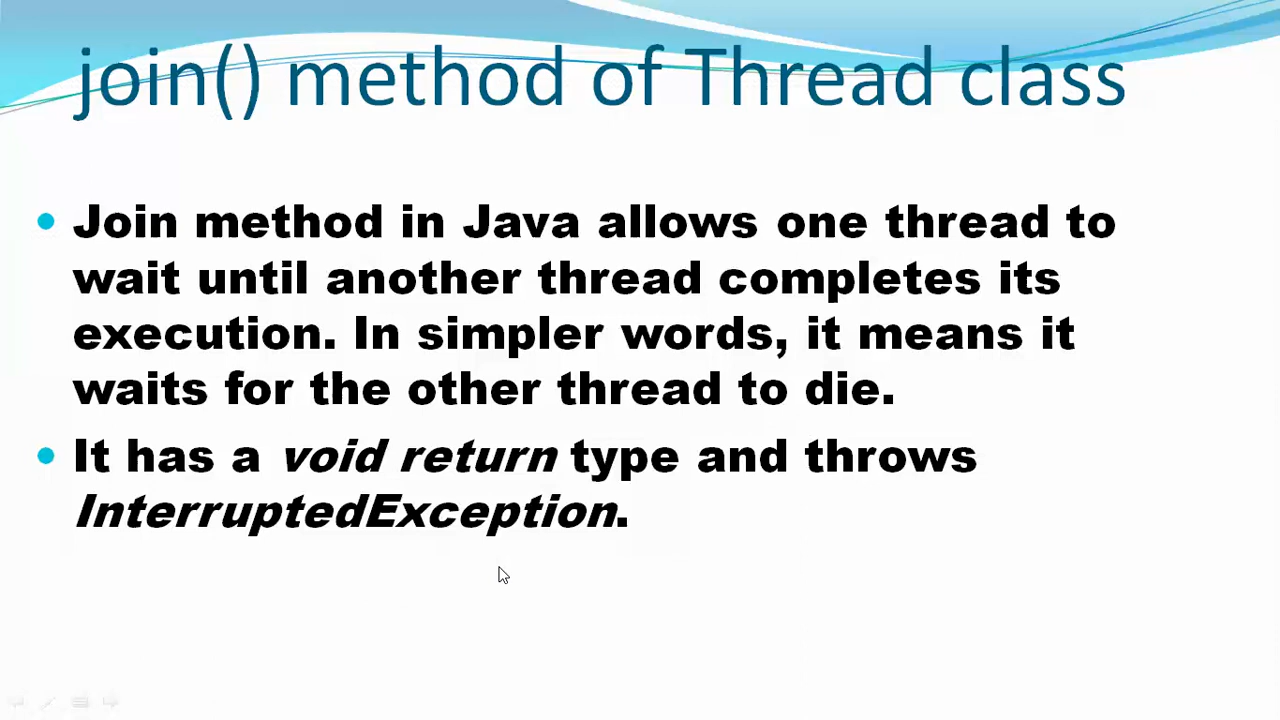 join() method of Thread class
Join method in Java allows one thread to
wait until another thread completes its
execution. In simpler words, it means it
waits for the other thread to die.
It has a void return type and throws
InterruptedException.